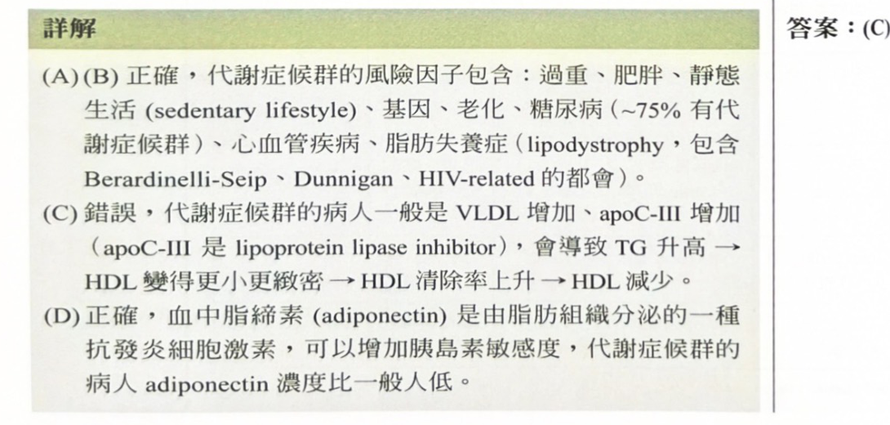 詳解
答案：(C)
(A)(B) 正確，代謝症候群的風險因子包含：過重、肥胖、靜態
生活 (sedentary lifestyle)、基因、老化、糖尿病（~75% 有代
謝症候群）、心血管疾病、脂肪失養症（lipodystrophy，包含
Berardinelli-Seip、Dunnigan、HIV-related 的都會）。
(C) 錯誤，代謝症候群的病人一般是 VLDL 增加、apoC-III 增加
（apoC-III 是 lipoprotein lipase inhibitor），會導致 TG 升高 →
HDL 變得更小更緻密 → HDL 清除率上升 → HDL 減少。
(D) 正確，血中脂締素 (adiponectin) 是由脂肪組織分泌的一種
抗發炎細胞激素，可以增加胰島素敏感度，代謝症候群的
病人 adiponectin 濃度比一般人低。